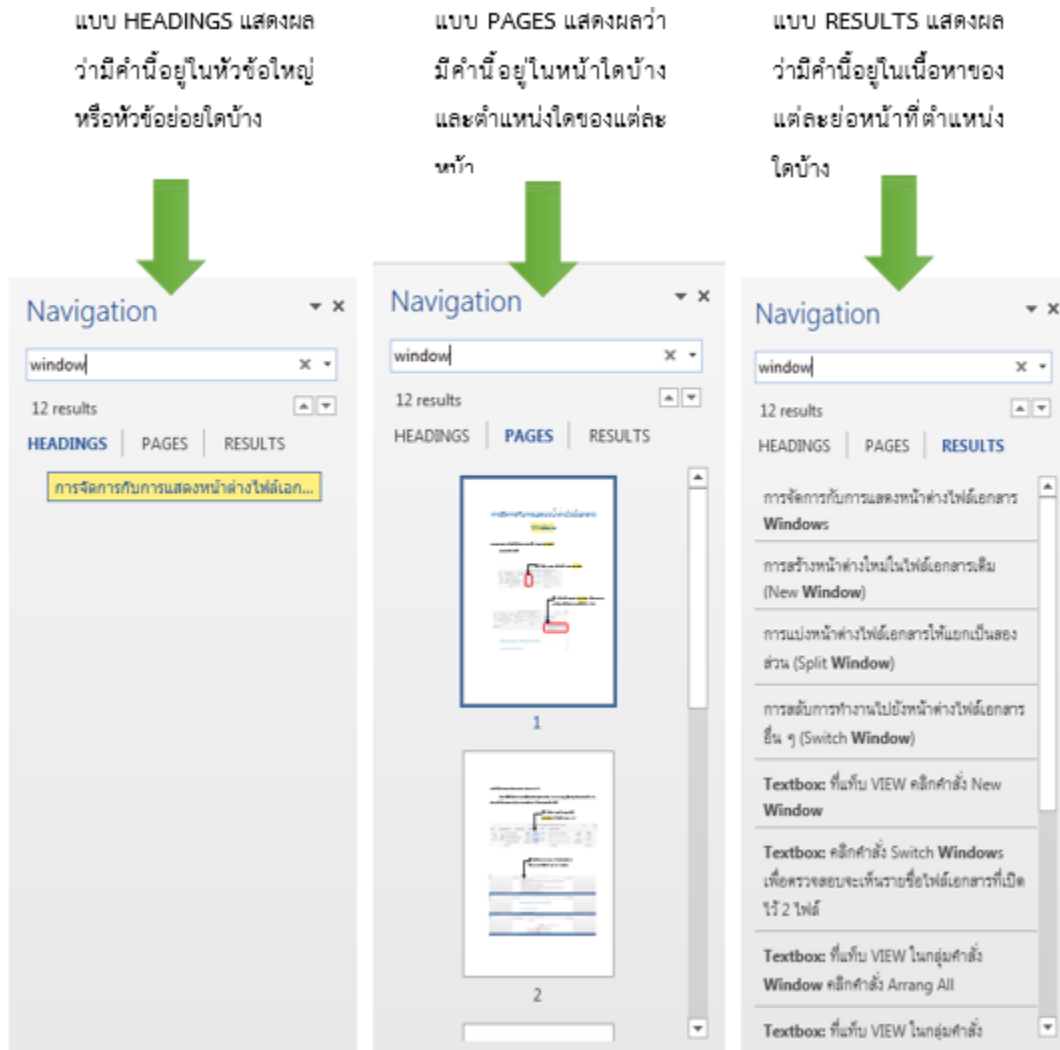 แบบ HEADINGS แสดงผล
ว่ามีคำนี้อยู่ในหัวข้อใหญ่
หรือหัวข้อย่อยใดบ้าง
แบบ PAGES แสดงผลว่า
มีคำนี้อยู่ในหน้าใดบ้าง
และตำแหน่งใดของแต่ละ
หน้า
แบบ RESULTS แสดงผล
ว่ามีคำนี้อยู่ในเนื้อหาของ
แต่ละย่อหน้าที่ตำแหน่ง
ใดบ้าง
Navigation
window
12 results
HEADINGS PAGES RESULTS
การจัดการกับการแสดงหน้าต่างไฟล์เอก...
Navigation
window
12 results
HEADINGS PAGES RESULTS
1
2
Navigation
window
12 results
HEADINGS PAGES RESULTS
การจัดการกับการแสดงหน้าต่างไฟล์เอกสาร
Windows
การสร้างหน้าต่างใหม่ในไฟล์เอกสารเดิม
(New Window)
การแบ่งหน้าต่างไฟล์เอกสารให้แยกเป็นสอง
ส่วน (Split Window)
การสลับการทำงานไปยังหน้าต่างไฟล์เอกสาร
อื่น ๆ (Switch Window)
Textbox: ที่แท็บ VIEW คลิกคำสั่ง New
Window
Textbox: คลิกคำสั่ง Switch Windows
เพื่อตรวจสอบจะเห็นรายชื่อไฟล์เอกสารที่เปิด
ไว้ 2 ไฟล์
Textbox: ที่แท็บ VIEW ในกลุ่มคำสั่ง
Window คลิกคำสั่ง Arrang All
Textbox: ที่แท็บ VIEW ในกลุ่มคำสั่ง